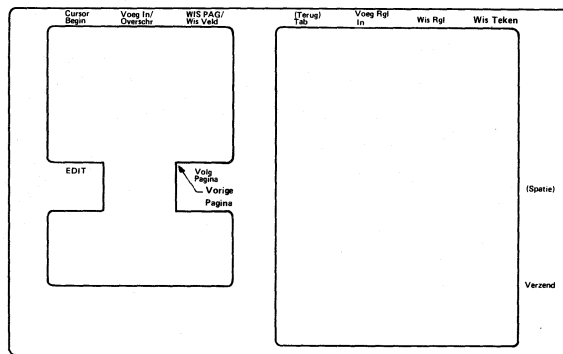 Cursor
Begin
Voeg In/
Overschr
WIS PAG/
Wis Veld
(Terug)
Tab
Voeg Rgl
In
Wis Rgl
Wis Teken
EDIT
Volg
Pagina
Vorige
Pagina
(Spatie)
Verzend